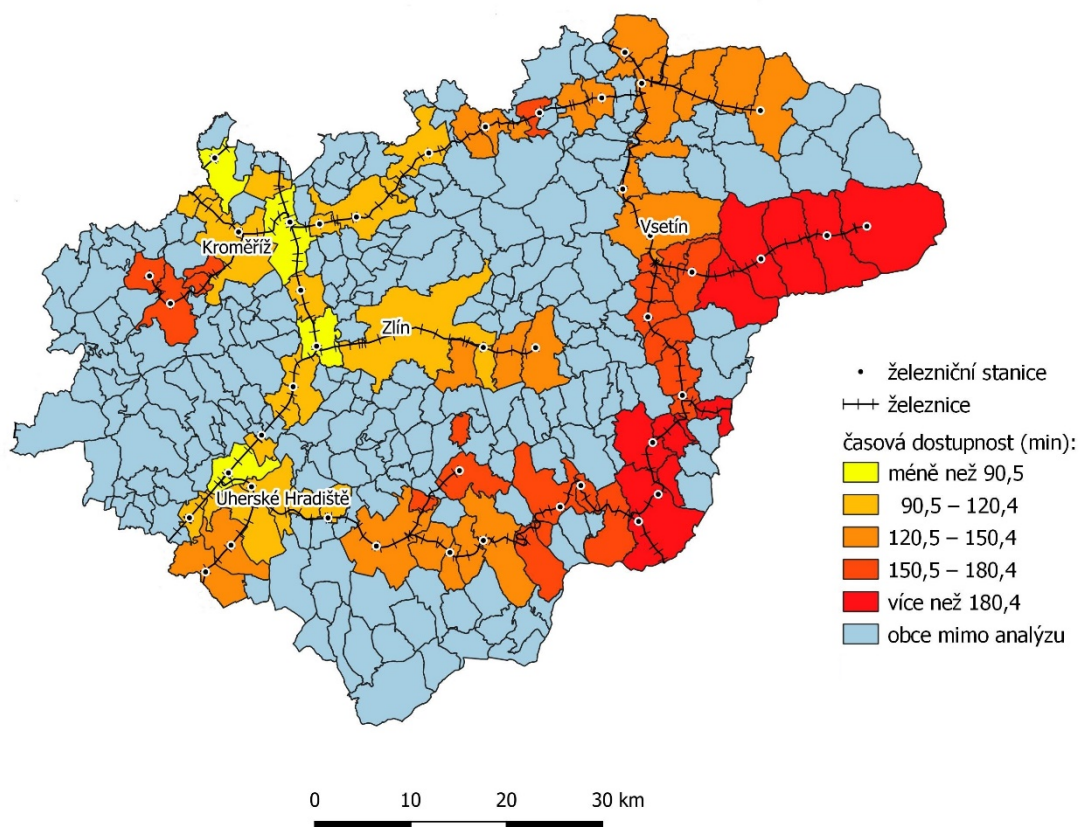 Vsetín
Kroměříž
Zlín
Uherské Hradiště
železniční stanice
železnice
časová dostupnost (min):
méně než 90,5
90,5 – 120,4
120,5 – 150,4
150,5 – 180,4
více než 180,4
obce mimo analýzu
0 10 20 30 km